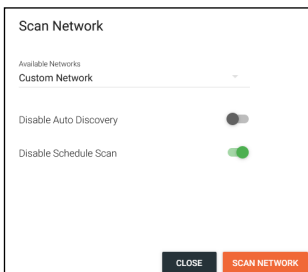 Scan Network
Available Networks
Custom Network
Disable Auto Discovery
Disable Schedule Scan
CLOSE
SCAN NETWORK